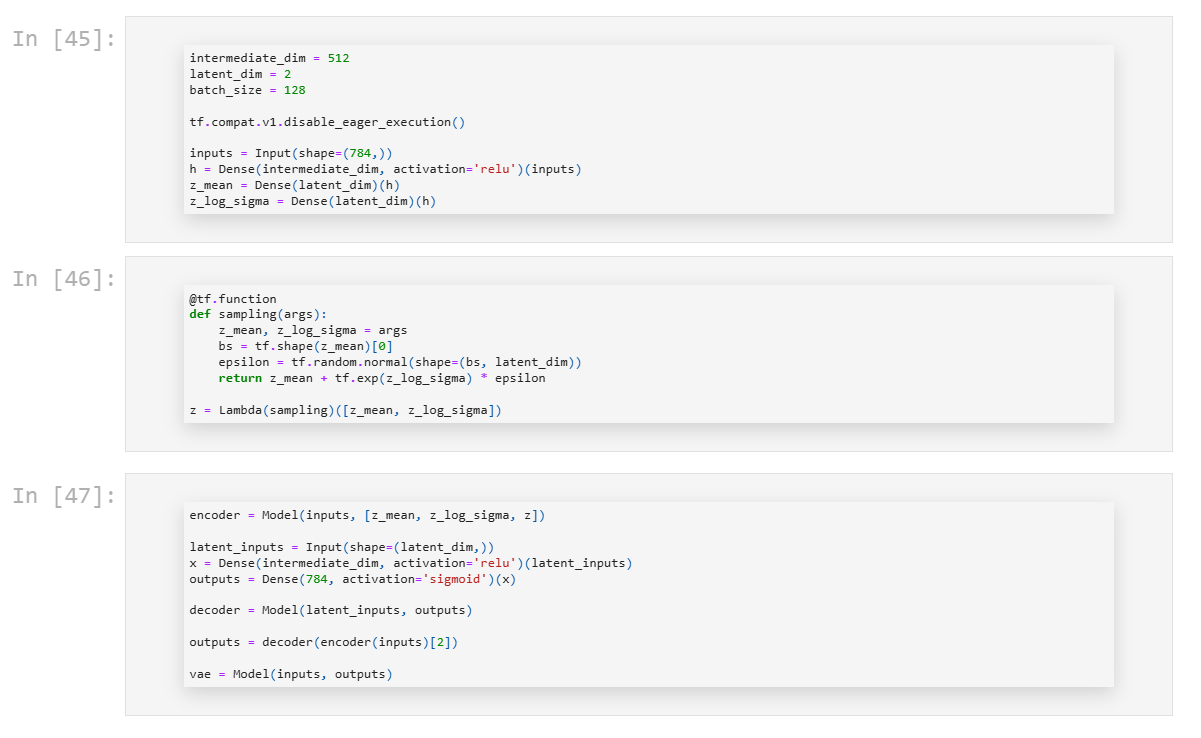 In [45]:
intermediate_dim = 512
latent_dim = 2
batch_size = 128
tf.compat.v1.disable_eager_execution()
inputs = Input(shape=(784,))
h = Dense(intermediate_dim, activation='relu')(inputs)
z_mean = Dense(latent_dim)(h)
z_log_sigma = Dense(latent_dim)(h)
In [46]:
@tf.function
def sampling(args):
    z_mean, z_log_sigma = args
    bs = tf.shape(z_mean)[0]
    epsilon = tf.random.normal(shape=(bs, latent_dim))
    return z_mean + tf.exp(z_log_sigma) * epsilon
z = Lambda(sampling)([z_mean, z_log_sigma])
In [47]:
encoder = Model(inputs, [z_mean, z_log_sigma, z])
latent_inputs = Input(shape=(latent_dim,))
x = Dense(intermediate_dim, activation='relu')(latent_inputs)
outputs = Dense(784, activation='sigmoid')(x)
decoder = Model(latent_inputs, outputs)
outputs = decoder(encoder(inputs)[2])
vae = Model(inputs, outputs)